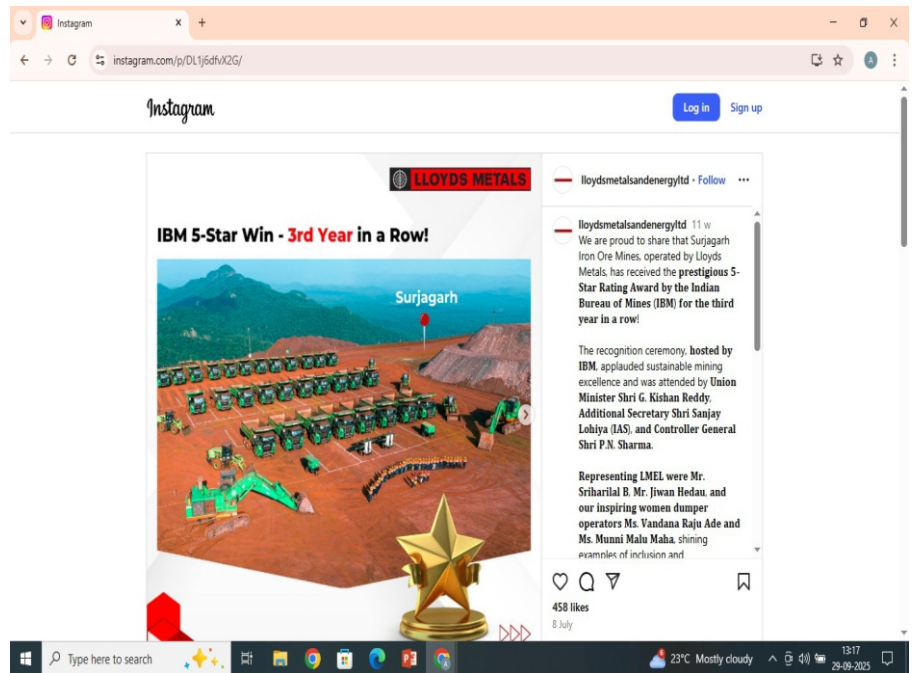 Instagram
instagram.com/p/DL1j6dfvX2G/
A
Instagram
Log in
Sign up
LLOYDS METALS
IBM 5-Star Win - 3rd Year in a Row!
Surjagarh
lloydsmetalsandenergyltd • Follow
lloydsmetalsandenergyltd 11 w
We are proud to share that Surjagarh
Iron Ore Mines, operated by Lloyds
Metals, has received the prestigious 5-
Star Rating Award by the Indian
Bureau of Mines (IBM) for the third
year in a row!
The recognition ceremony, hosted by
IBM, applauded sustainable mining
excellence and was attended by Union
Minister Shri G. Kishan Reddy,
Additional Secretary Shri Sanjay
Lohiya (IAS), and Controller General
Shri P.N. Sharma.
Representing LMEL were Mr.
Sriharilal B, Mr. Jiwan Hedau, and
our inspiring women dumper
operators Ms. Vandana Raju Ade and
Ms. Munni Malu Maha, shining
examples of inclusion and
458 likes
8 July
Type here to search
23°C Mostly cloudy
13:17
29-09-2025